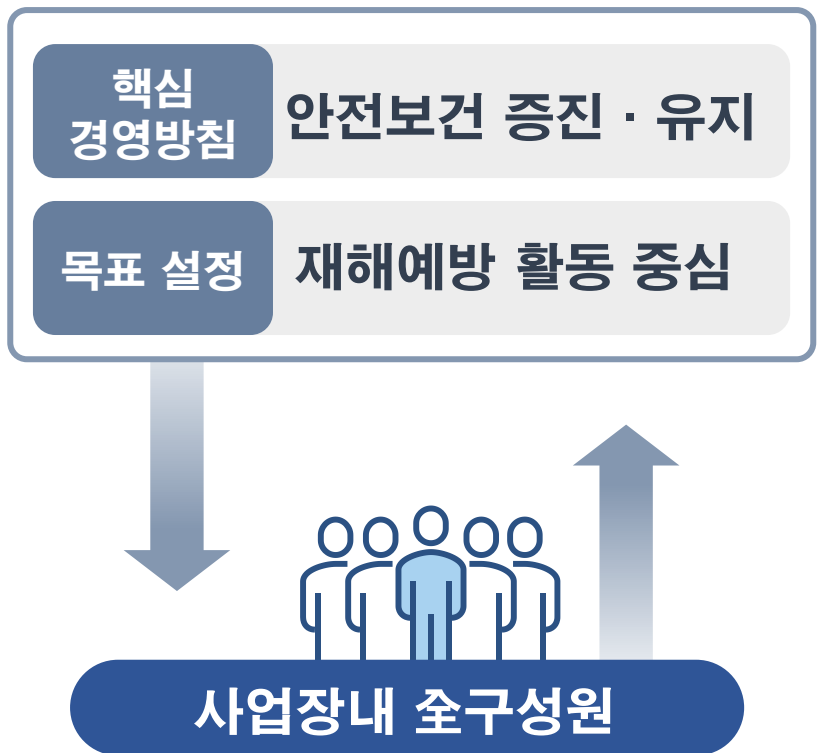 핵심
경영방침
안전보건 증진 · 유지
목표 설정
재해예방 활동 중심
사업장내 全구성원